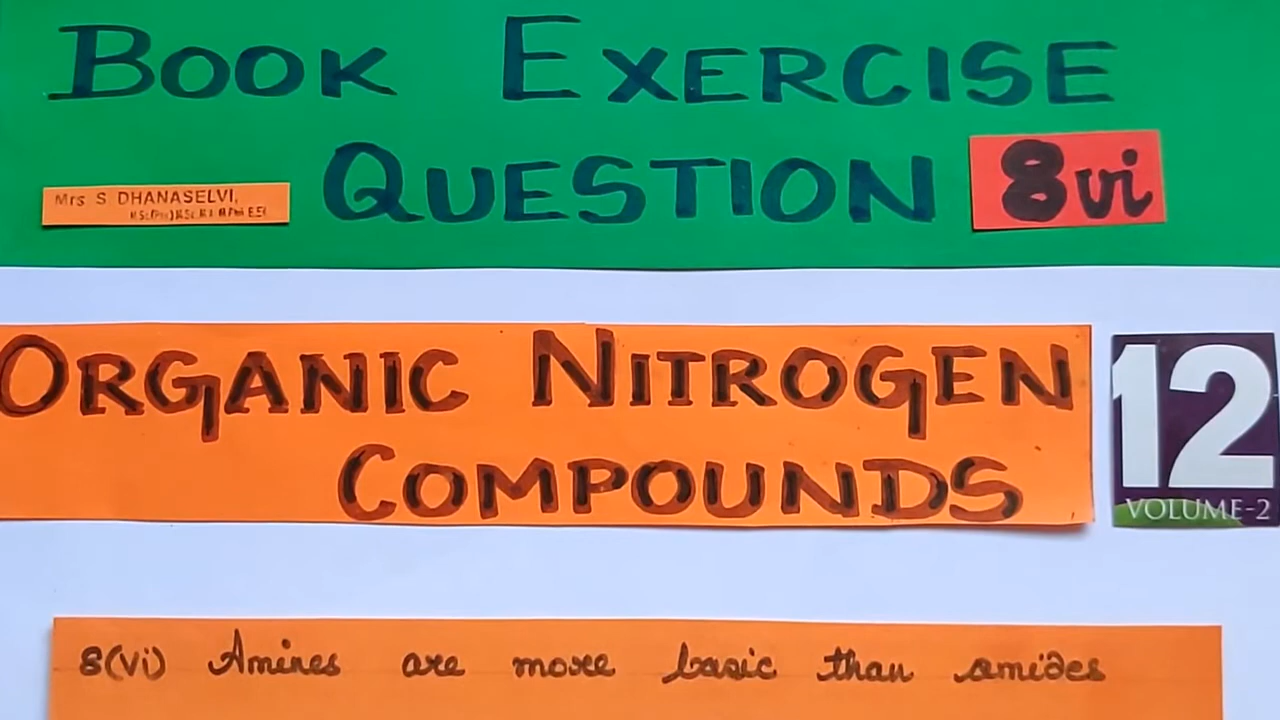 BOOK EXERCISE
QUESTION 8vi
Mrs S DHANASELVI,
ORGANIC NITROGEN
COMPOUNDS
12
VOLUME-2
8(Vi) Amines are more basic than amides